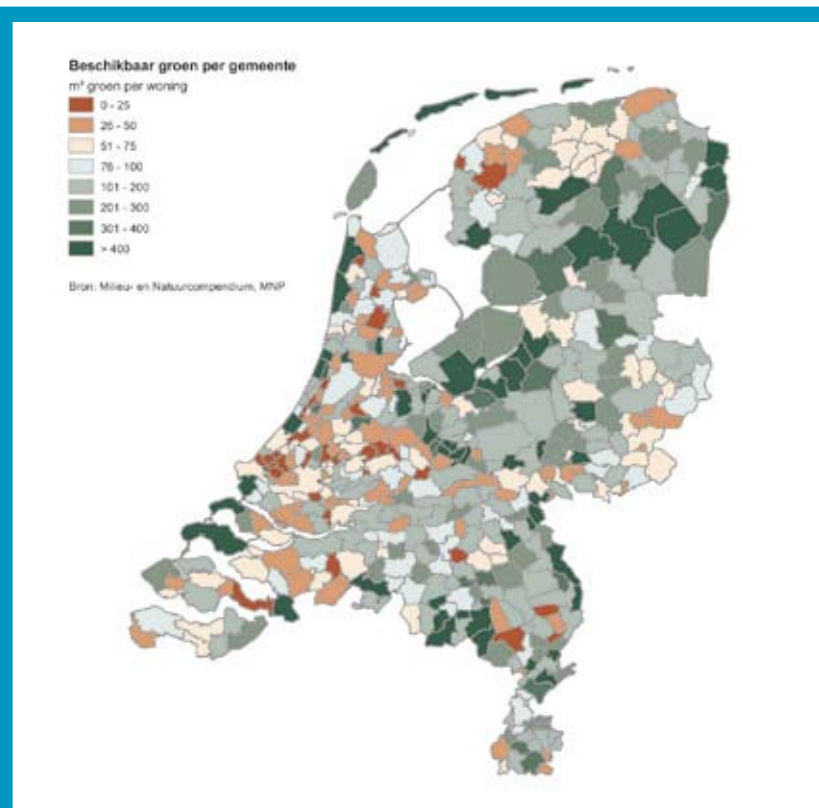 Beschikbaar groen per gemeente
m² groen per woning
0 - 25
26 - 50
51 - 75
76 - 100
101 - 200
201 - 300
301 - 400
> 400
Bron: Milieu- en Natuurcompendium, MNP